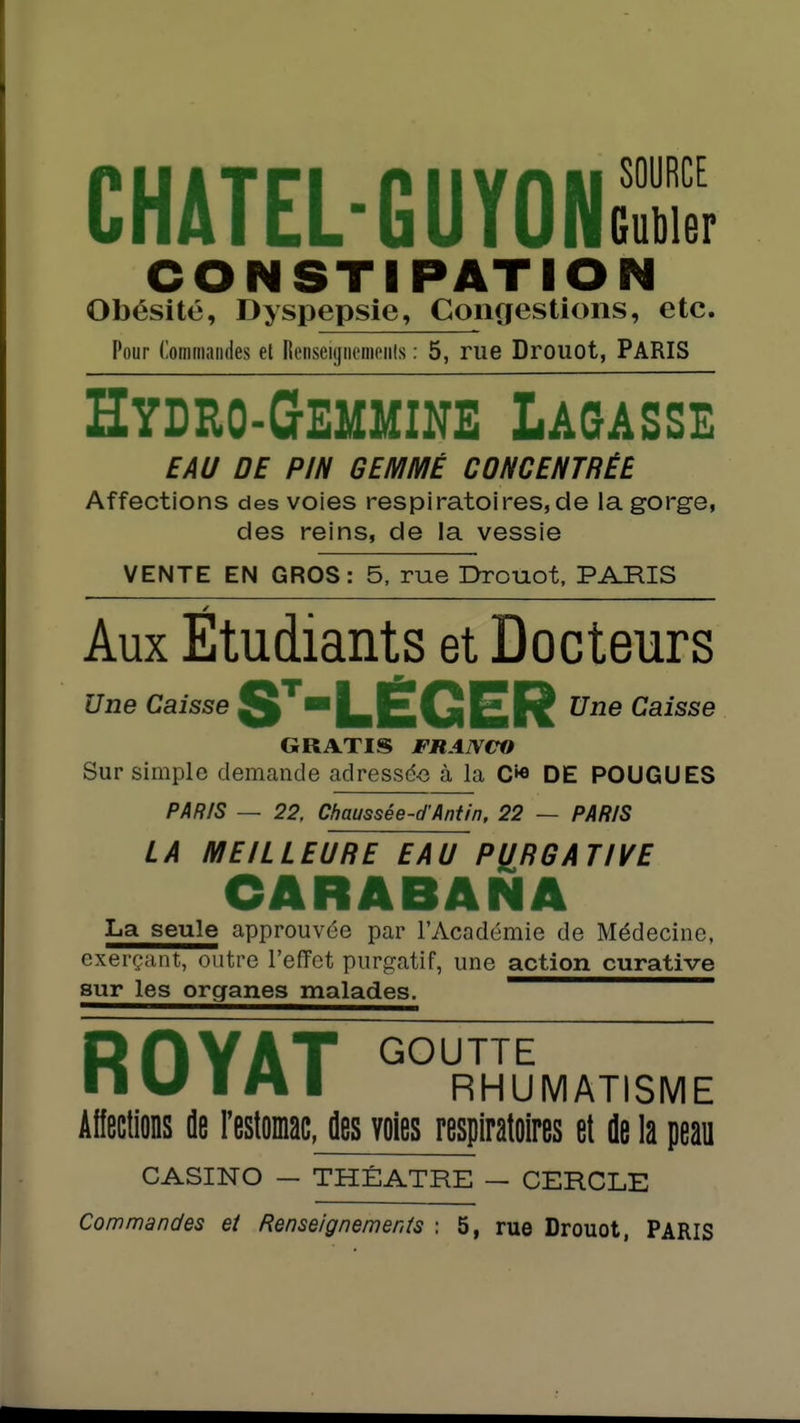 CHATEL-GUYON SOURCE Gubler
CONSTIPATION
Obésité, Dyspepsie, Congestions, etc.
Pour Commandes et Renseignements : 5, rue Drouot, PARIS
HYDRO-GEMMINE LAGASSE
EAU DE PIN GEMMÉ CONCENTRÉE
Affections des voies respiratoires, de la gorge,
des reins, de la vessie
VENTE EN GROS : 5, rue Drouot, PARIS
Aux Étudiants et Docteurs
Une Caisse ST-LÉGER Une Caisse
GRATIS FRANCO
Sur simple demande adressée à la Cie DE POUGUES
PARIS — 22, Chaussée-d'Antin, 22 — PARIS
LA MEILLEURE EAU PURGATIVE
CARABAÑA
La seule approuvée par l'Académie de Médecine,
exerçant, outre l'effet purgatif, une action curative
sur les organes malades.
ROYAT GOUTTE
RHUMATISME
Affections de l'estomac, des voies respiratoires et de la peau
CASINO — THÉATRE — CERCLE
Commandes et Renseignements : 5, rue Drouot, PARIS